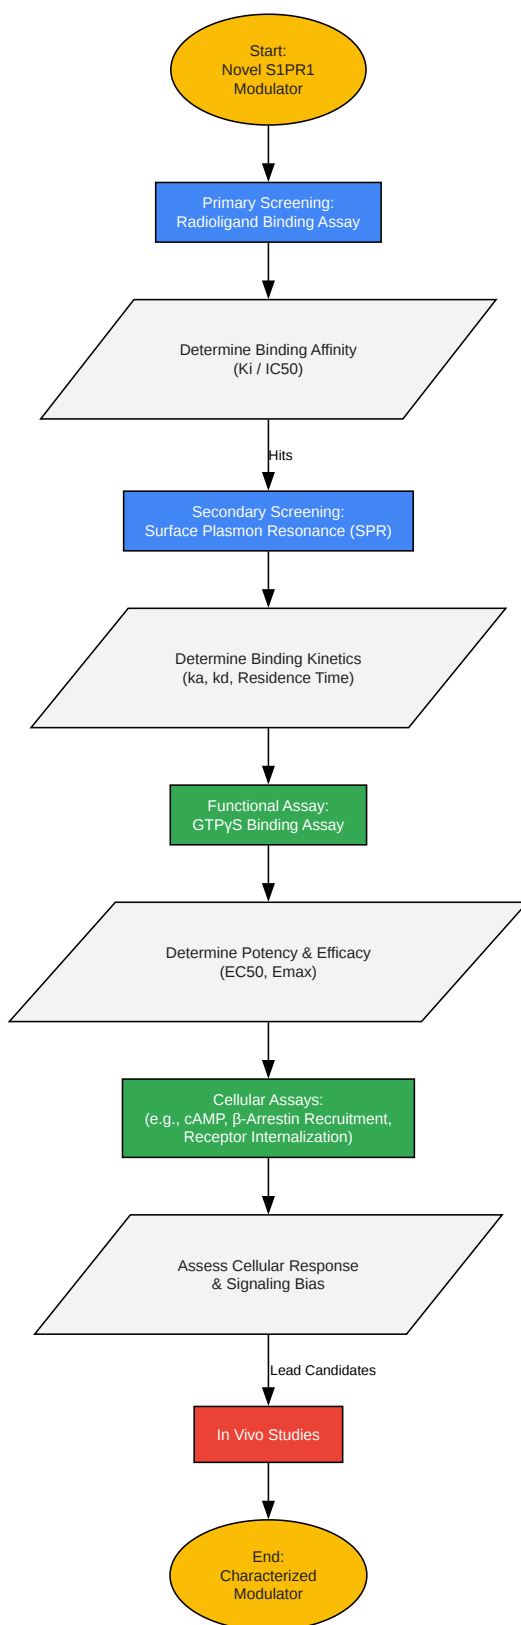 Start:
Novel S1PR1
Modulator
Primary Screening:
Radioligand Binding Assay
Determine Binding Affinity
(Ki / IC50)
Hits
Secondary Screening:
Surface Plasmon Resonance (SPR)
Determine Binding Kinetics
(ka, kd, Residence Time)
Functional Assay:
GTPγS Binding Assay
Determine Potency & Efficacy
(EC50, Emax)
Cellular Assays:
(e.g., cAMP, β-Arrestin Recruitment,
Receptor Internalization)
Assess Cellular Response
& Signaling Bias
Lead Candidates
In Vivo Studies
End:
Characterized
Modulator